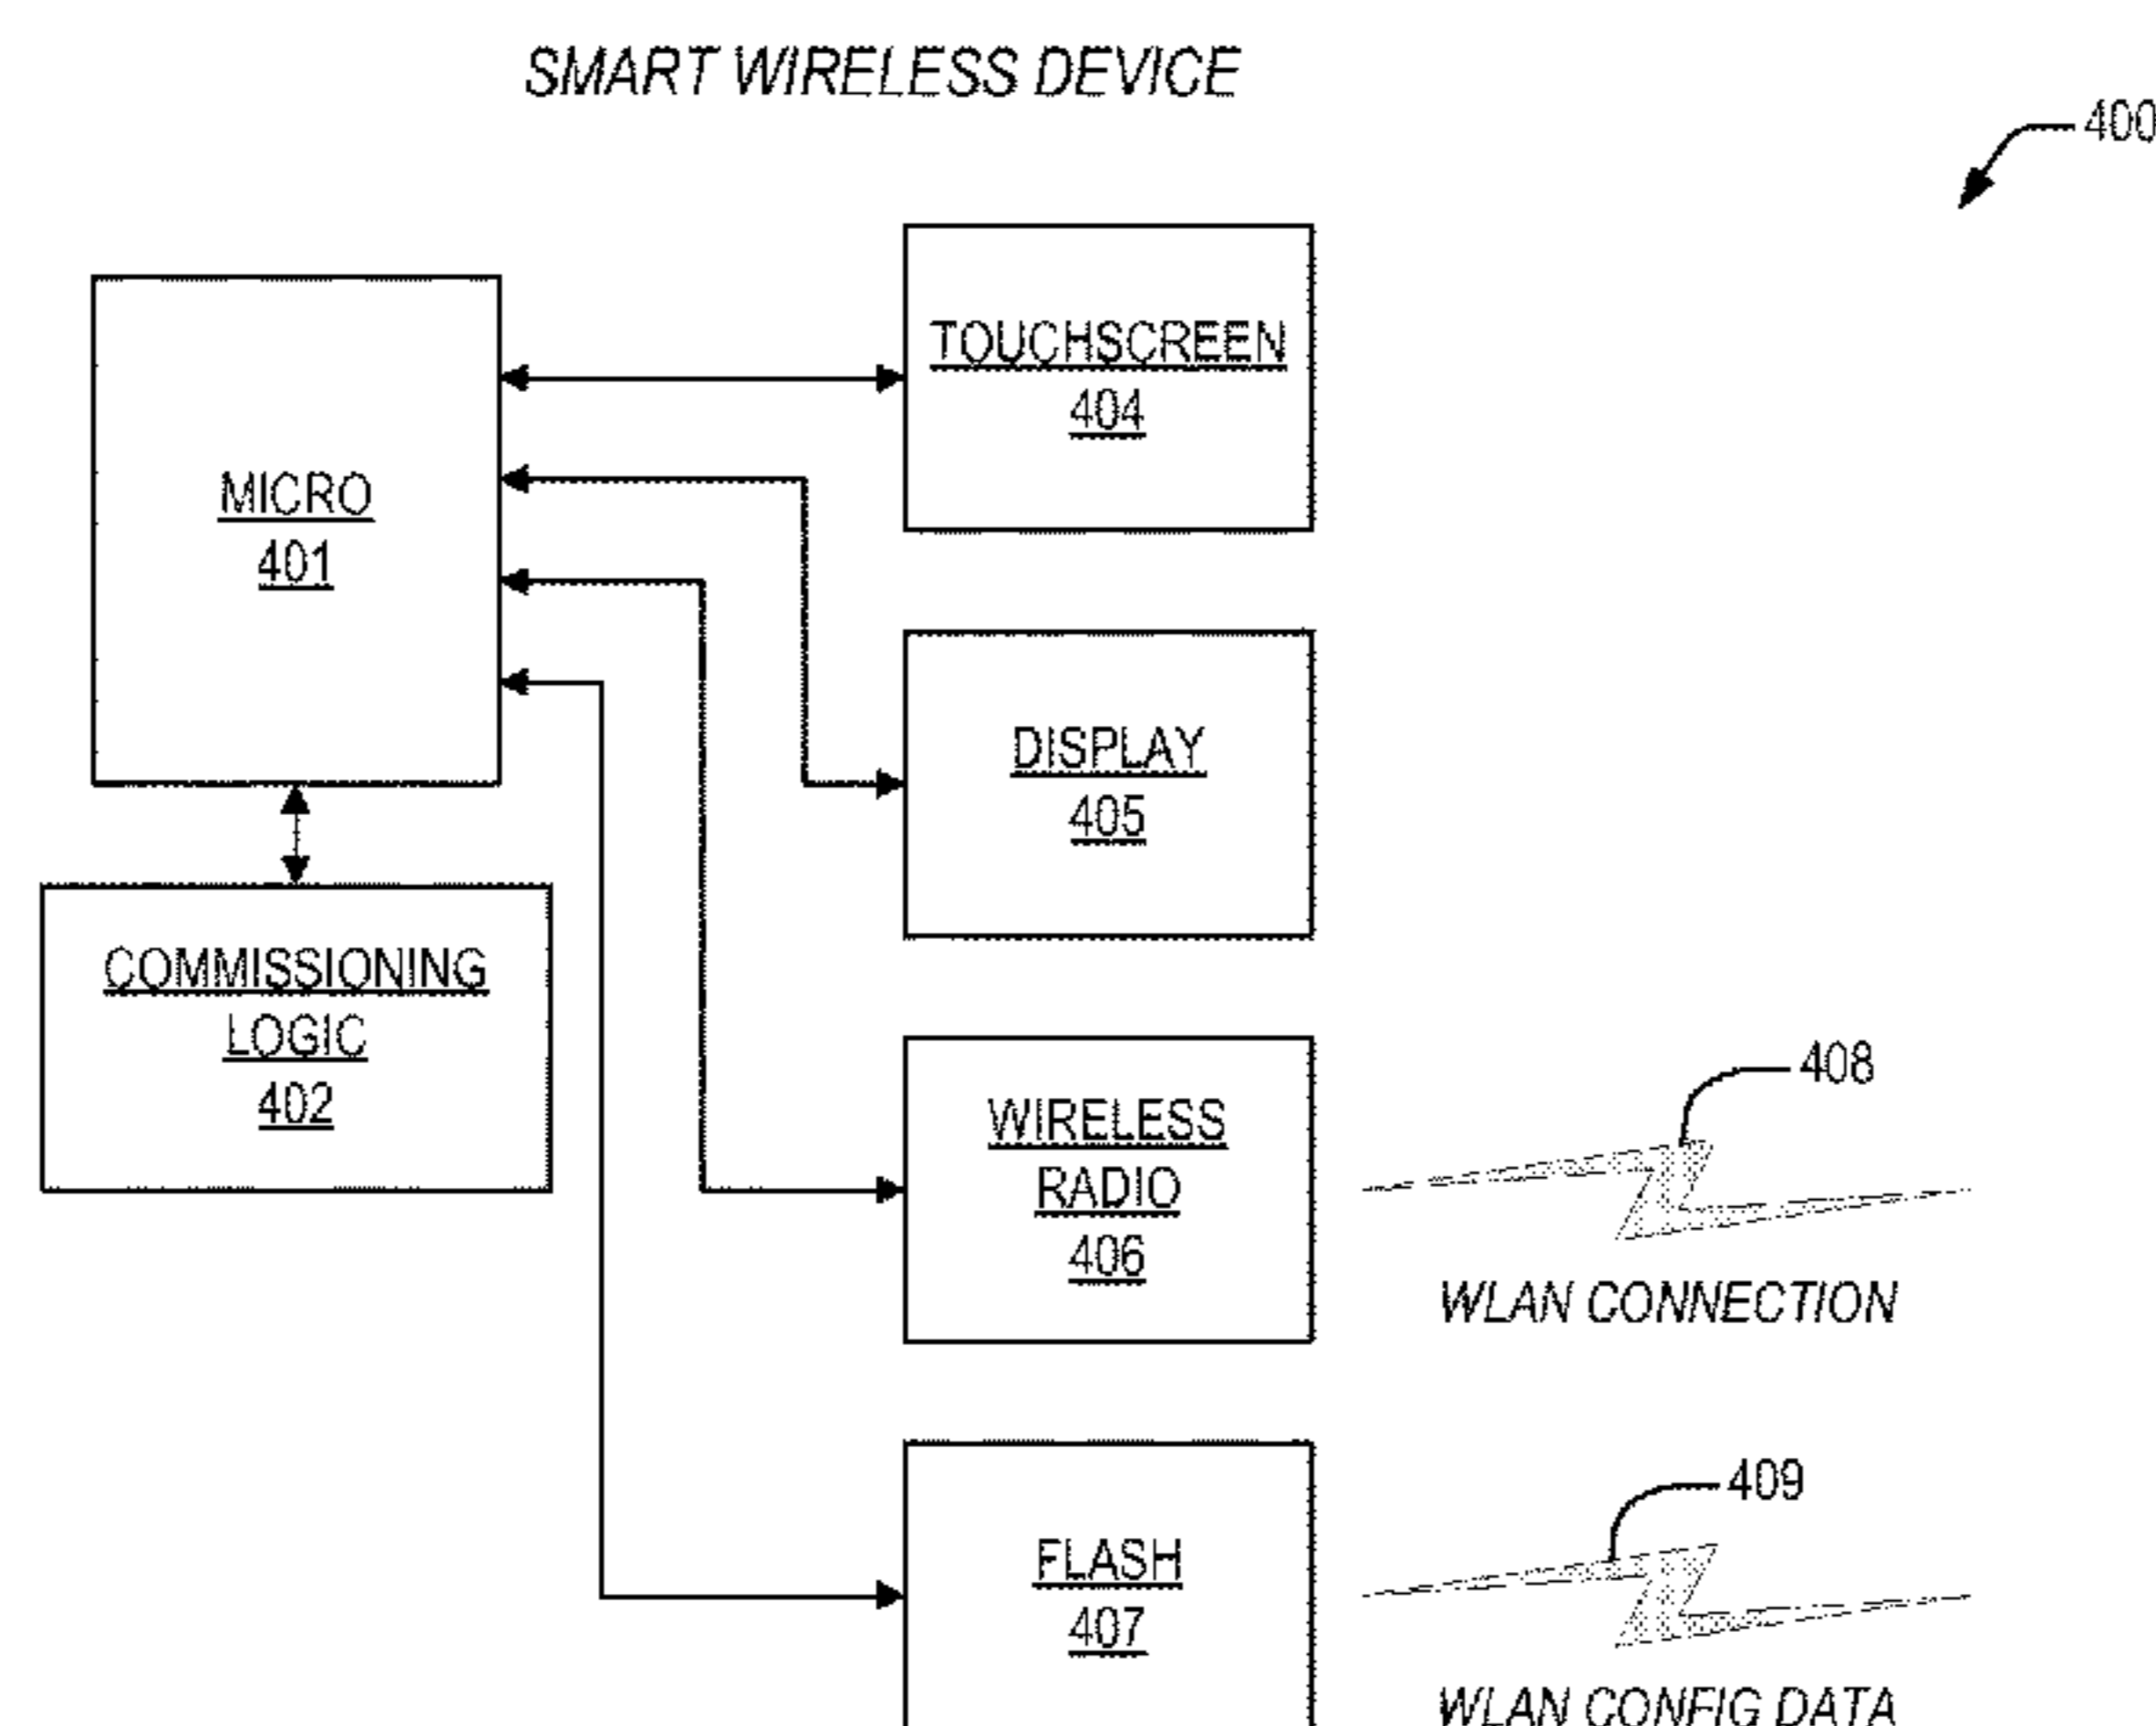 SMART WIRELESS DEVICE
400
TOUCHSCREEN
404
MICRO
401
DISPLAY
405
COMMISSIONING
LOGIC
402
WIRELESS
RADIO
406
408
WLAN CONNECTION
FLASH
407
409
WLAN CONFIG DATA